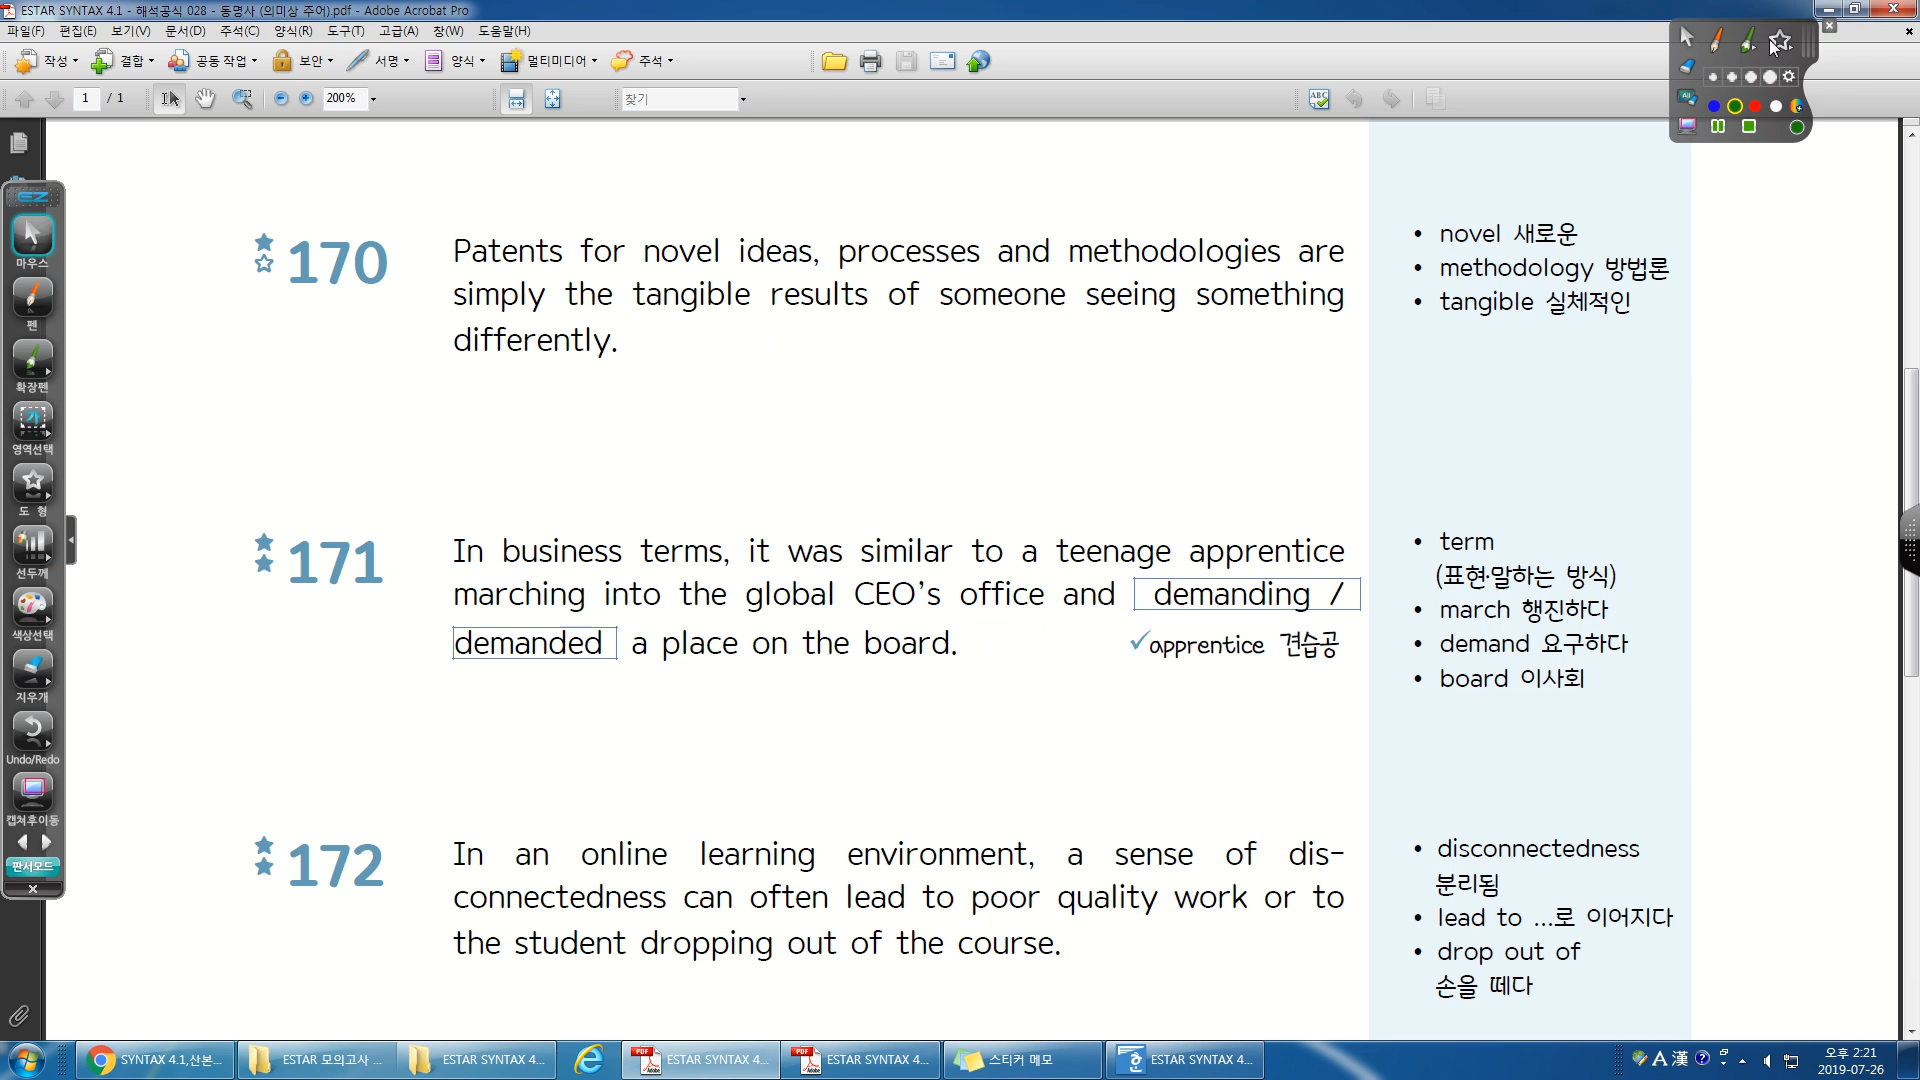 ESTAR SYNTAX 4.1 - 해석공식 028 - 동명사 (의미상 주어).pdf - Adobe Acrobat Pro
파일(F) 편집(E) 보기(V) 문서(D) 주석(C) 양식(R) 도구(T) 고급(A) 창(W) 도움말(H)
작성 결합 공동 작업 보안 서명 양식 멀티미디어 주석
1 / 1 200% 찾기
EZ
마우스
펜
확장펜
영역선택
도 형
선두께
색상선택
지우개
Undo/Redo
캡쳐후이동
판서모드
170
Patents for novel ideas, processes and methodologies are
simply the tangible results of someone seeing something
differently.
• novel 새로운
• methodology 방법론
• tangible 실체적인
171
In business terms, it was similar to a teenage apprentice
marching into the global CEO's office and demanding /
demanded a place on the board.
✓apprentice 견습공
• term
(표현·말하는 방식)
• march 행진하다
• demand 요구하다
• board 이사회
172
In an online learning environment, a sense of dis-
connectedness can often lead to poor quality work or to
the student dropping out of the course.
• disconnectedness
분리됨
• lead to ...로 이어지다
• drop out of
손을 떼다
SYNTAX 4.1,산본... ESTAR 모의고사 ... ESTAR SYNTAX 4... ESTAR SYNTAX 4... ESTAR SYNTAX 4... 스티커 메모 ESTAR SYNTAX 4...
A 漢
오후 2:21
2019-07-26